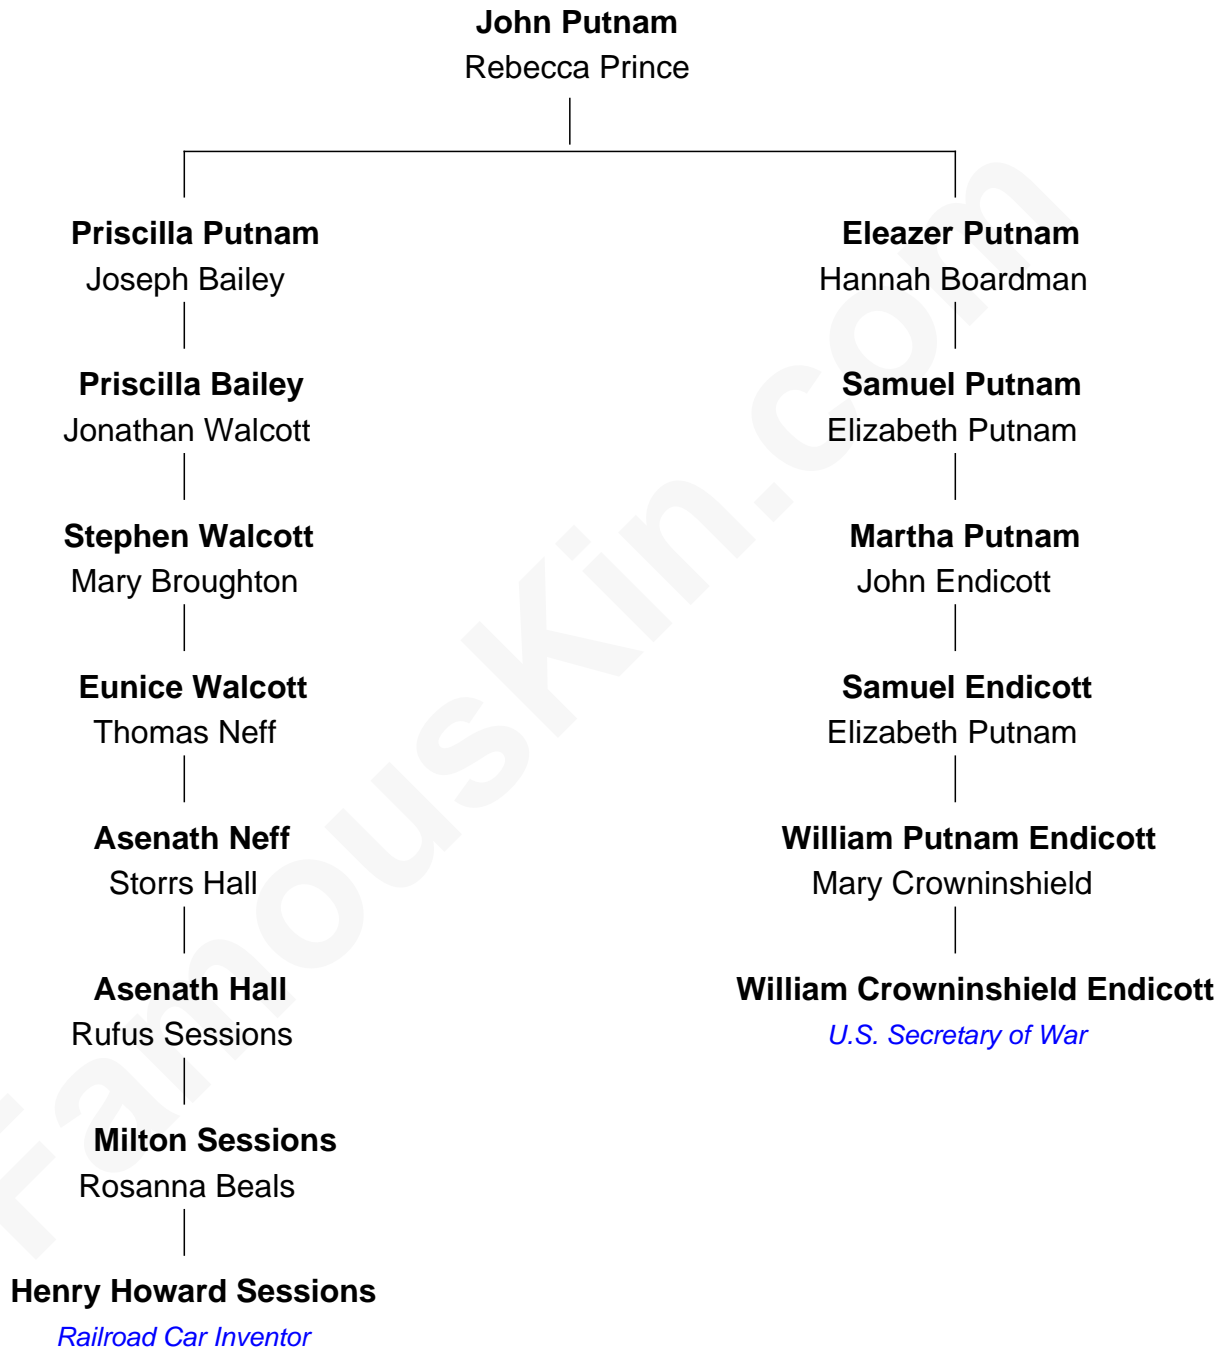 John Putnam
Rebecca Prince
Priscilla Putnam
Joseph Bailey
Eleazer Putnam
Hannah Boardman
Priscilla Bailey
Jonathan Walcott
Samuel Putnam
Elizabeth Putnam
Stephen Walcott
Mary Broughton
Martha Putnam
John Endicott
Eunice Walcott
Thomas Neff
Samuel Endicott
Elizabeth Putnam
Asenath Neff
Storrs Hall
William Putnam Endicott
Mary Crowninshield
Asenath Hall
Rufus Sessions
William Crowninshield Endicott
U.S. Secretary of War
Milton Sessions
Rosanna Beals
Henry Howard Sessions
Railroad Car Inventor
FamousKin.com